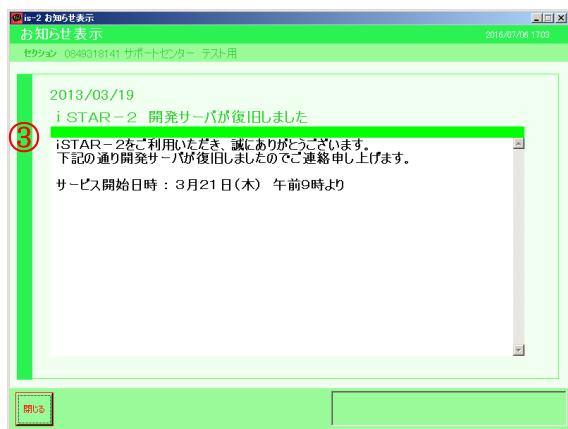 is-2 お知らせ表示
お知らせ表示
2016/07/06 17:03
セクション 0849318141 サポートセンター テスト用
2013/03/19
iSTAR－2 開発サーバが復旧しました
③
iSTAR－2をご利用いただき、誠にありがとうございます。
下記の通り開発サーバが復旧しましたのでご連絡申し上げます。
サービス開始日時：3月21日(木) 午前9時より
閉じる